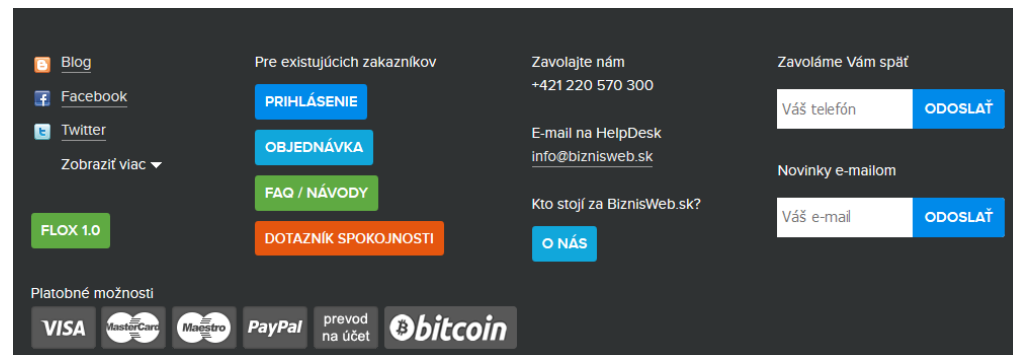 Blog
Facebook
Twitter
Zobraziť viac
FLOX 1.0
Pre existujúcich zakazníkov
PRIHLÁSENIE
OBJEDNÁVKA
FAQ / NÁVODY
DOTAZNÍK SPOKOJNOSTI
Zavolajte nám
+421 220 570 300
E-mail na HelpDesk
info@biznisweb.sk
Kto stojí za BiznisWeb.sk?
O NÁS
Zavoláme Vám späť
Váš telefón ODOSLAŤ
Novinky e-mailom
Váš e-mail ODOSLAŤ
Platobné možnosti
VISA MasterCard Maestro PayPal prevod na účet bitcoin